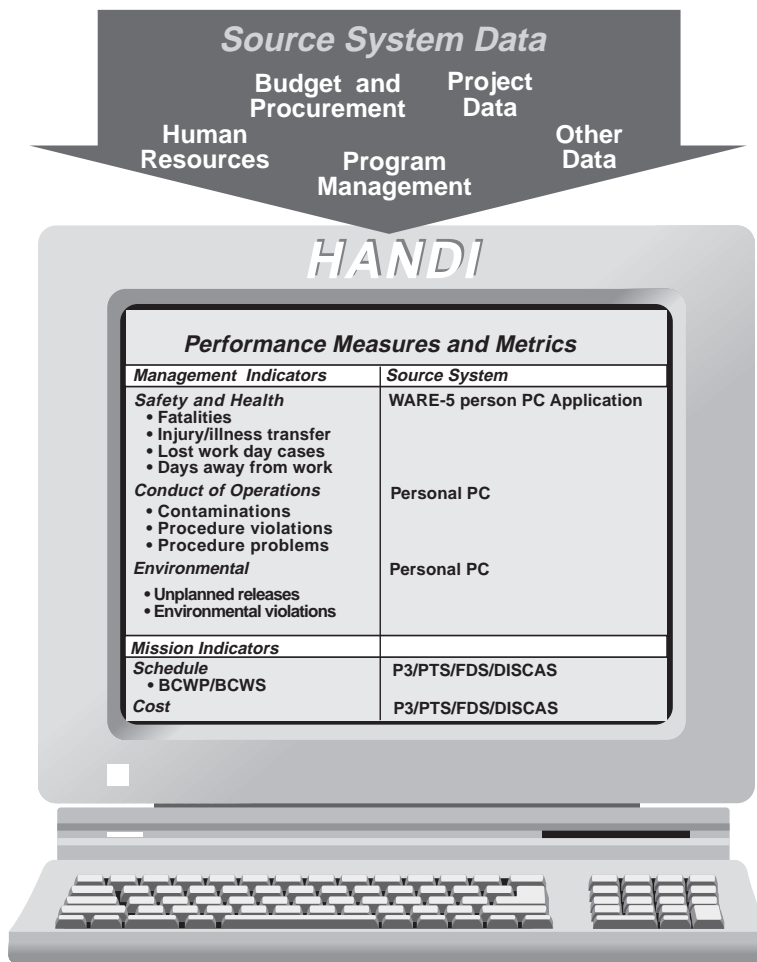 Source System Data
Budget and Procurement
Project Data
Human Resources
Program Management
Other Data
HANDI
Performance Measures and Metrics
Management Indicators Source System
Safety and Health WARE-5 person PC Application
• Fatalities
• Injury/illness transfer
• Lost work day cases
• Days away from work
Conduct of Operations Personal PC
• Contaminations
• Procedure violations
• Procedure problems
Environmental Personal PC
• Unplanned releases
• Environmental violations
Mission Indicators
Schedule P3/PTS/FDS/DISCAS
• BCWP/BCWS
Cost P3/PTS/FDS/DISCAS